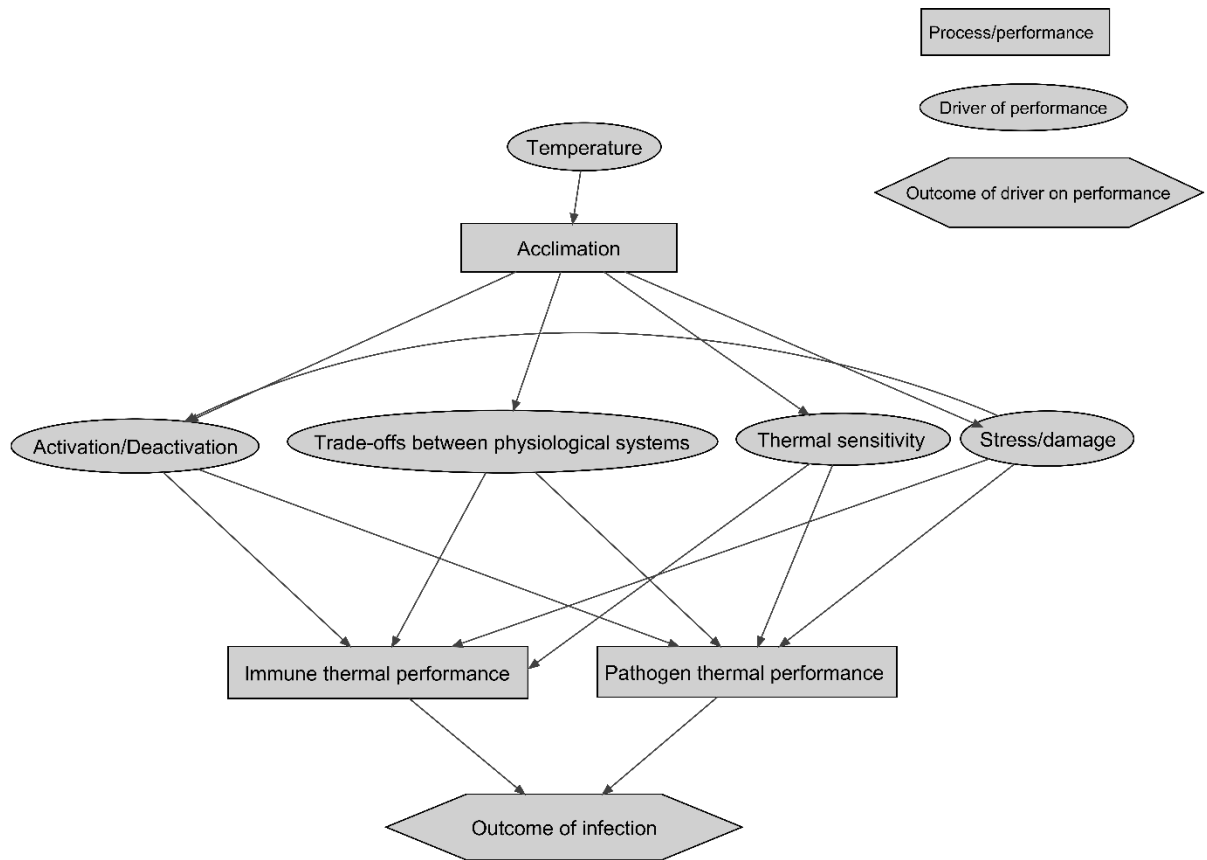 Process/performance
Driver of performance
Temperature
Outcome of driver on performance
Acclimation
Activation/Deactivation
Trade-offs between physiological systems
Thermal sensitivity
Stress/damage
Immune thermal performance
Pathogen thermal performance
Outcome of infection